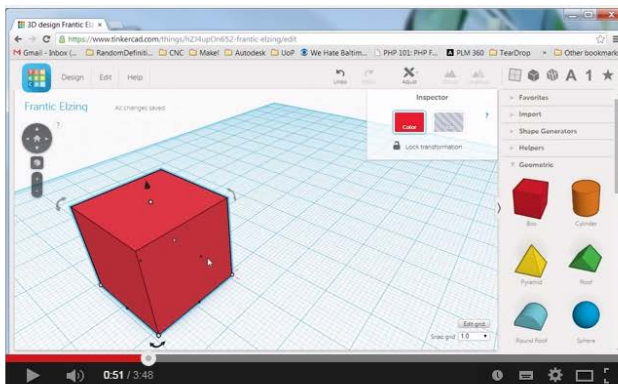 3D design Frantic Elz
https://www.tinkercad.com/things/hZJ4upOn652-frantic-elzing/edit
Gmail - Inbox (... RandomDefiniti... CNC Make! Autodesk UoP We Hate Baltim... PHP 101: PHP F... PLM 360 TearDrop » Other bookmarks
Design Edit Help Undo Adjust A 1
Frantic Elzing All changes saved
Inspector
Color
Lock transformation
?
Favorites
Import
Shape Generators
Helpers
Geometric
Box Cylinder
Pyramid Roof
Round Roof Sphere
Edit grid
Snap grid 1.0
0:51 / 3:48